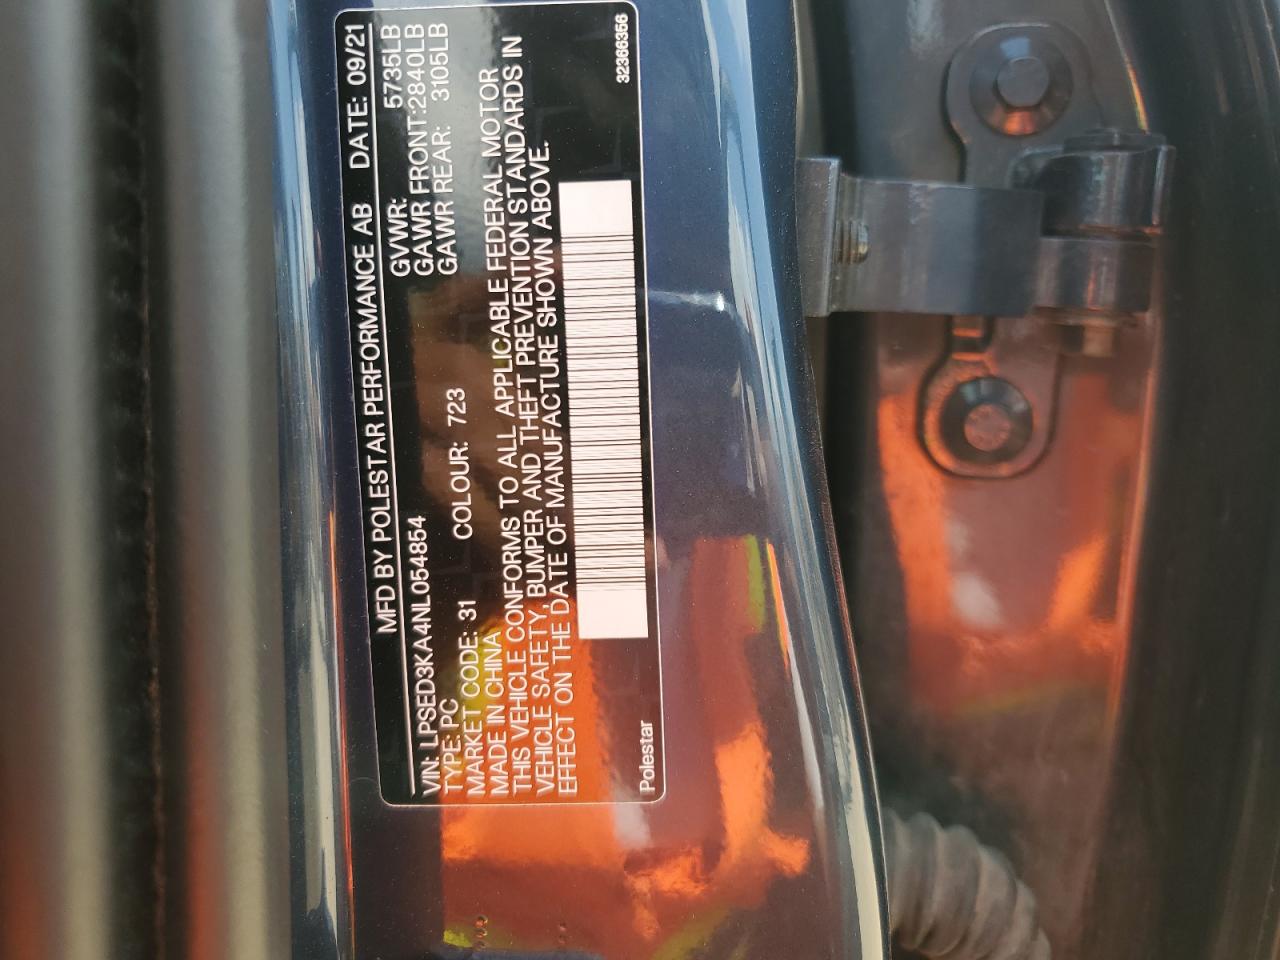 MFD BY POLESTAR PERFORMANCE AB DATE: 09/21
VIN: LPSED3KA4NL054854 GVWR: 5735LB
TYPE: PC GAWR FRONT:2840LB
MARKET CODE: 31 COLOUR: 723 GAWR REAR: 3105LB
MADE IN CHINA
THIS VEHICLE CONFORMS TO ALL APPLICABLE FEDERAL MOTOR
VEHICLE SAFETY, BUMPER AND THEFT PREVENTION STANDARDS IN
EFFECT ON THE DATE OF MANUFACTURE SHOWN ABOVE.
Polestar 32366356